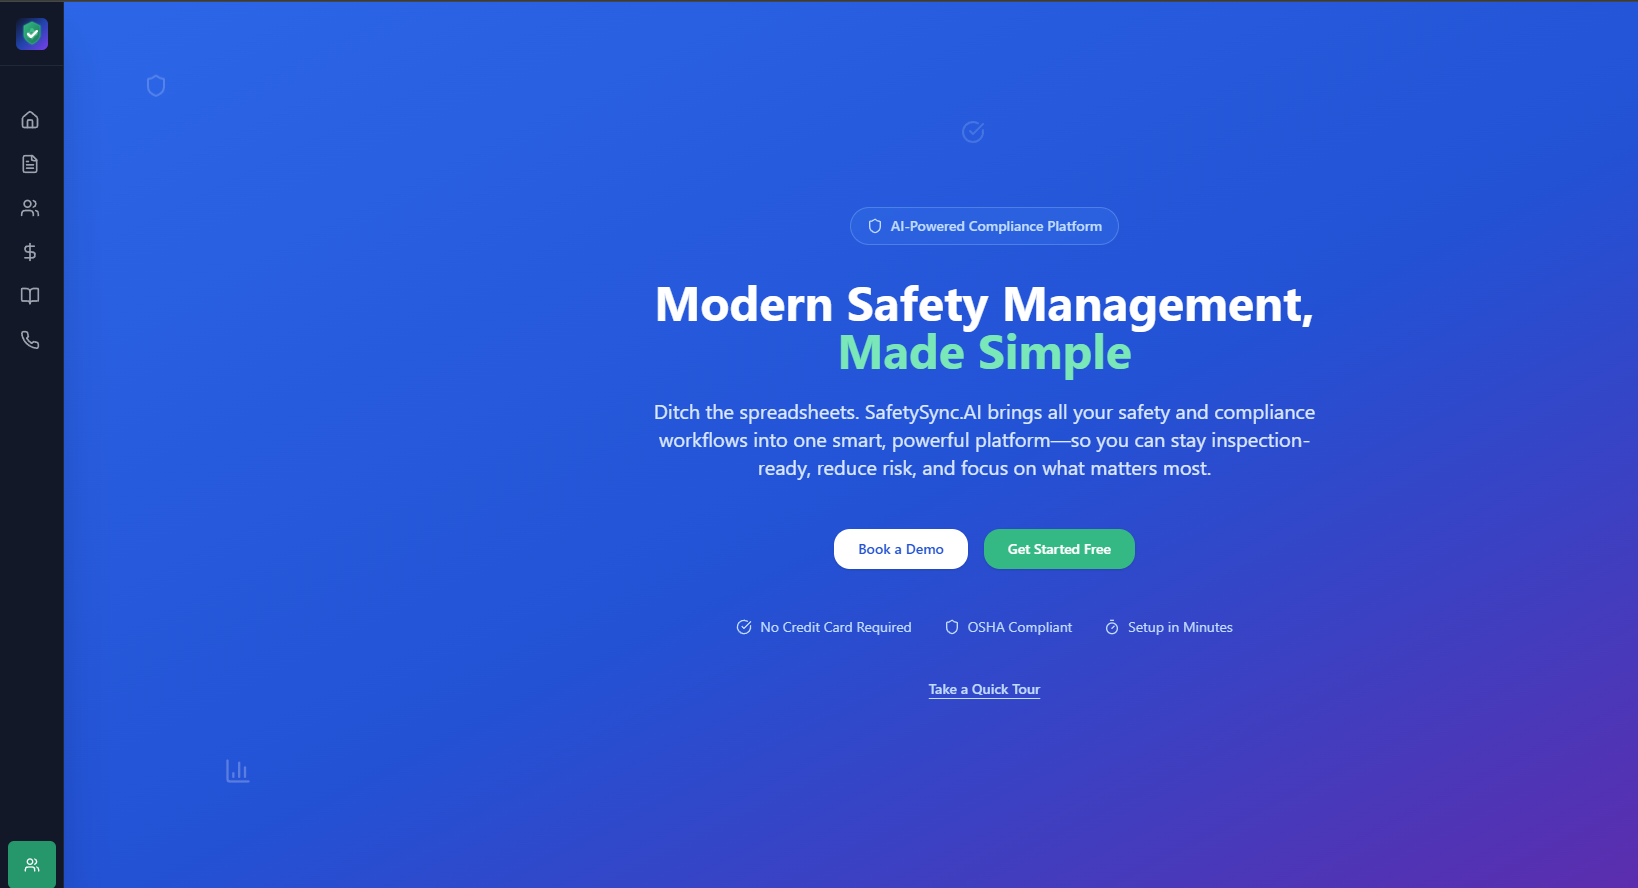 AI-Powered Compliance Platform
Modern Safety Management,
Made Simple
Ditch the spreadsheets. SafetySync.AI brings all your safety and compliance
workflows into one smart, powerful platform—so you can stay inspection-
ready, reduce risk, and focus on what matters most.
Book a Demo
Get Started Free
No Credit Card Required
OSHA Compliant
Setup in Minutes
Take a Quick Tour